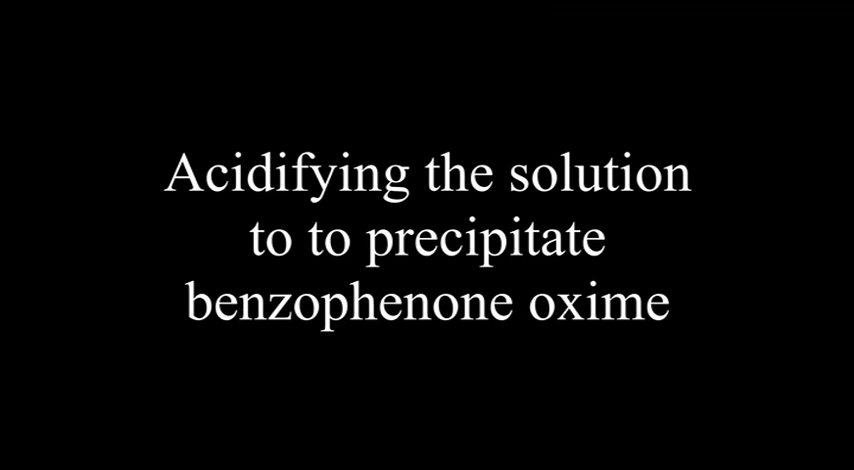 Acidifying the solution
to to precipitate
benzophenone oxime